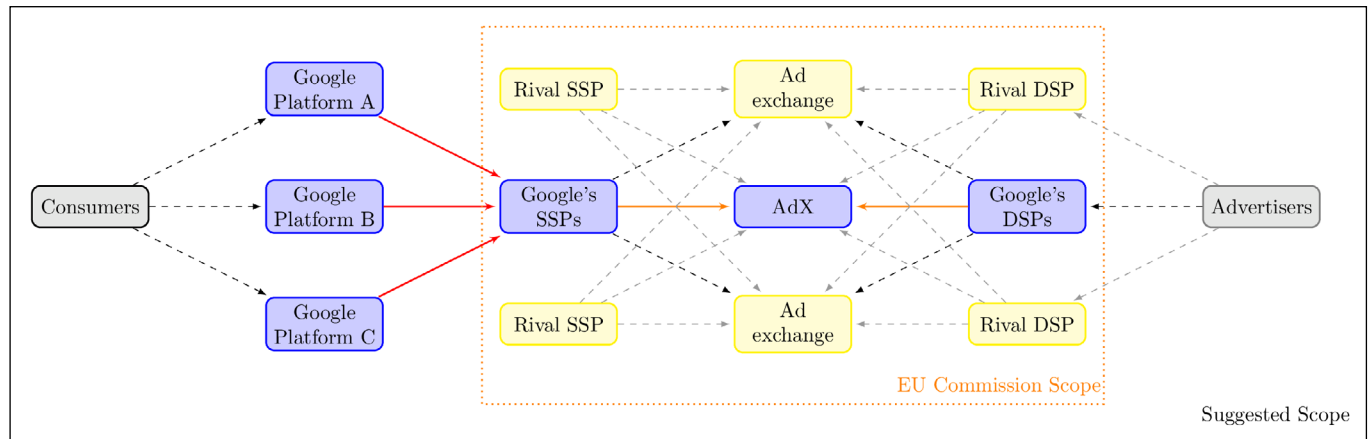 Google
Platform A
Rival SSP
Ad
exchange
Rival DSP
Consumers
Google
Platform B
Google's
SSPs
AdX
Google's
DSPs
Advertisers
Google
Platform C
Rival SSP
Ad
exchange
Rival DSP
EU Commission Scope
Suggested Scope